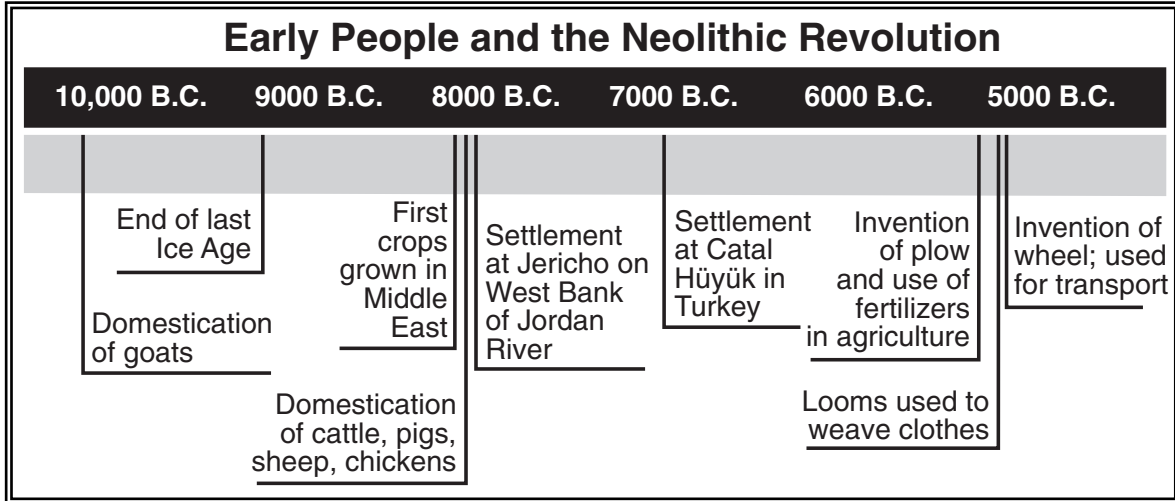 Early People and the Neolithic Revolution
10,000 B.C. 9000 B.C. 8000 B.C. 7000 B.C. 6000 B.C. 5000 B.C.
End of last
Ice Age
Domestication
of goats
First
crops
grown in
Middle
East
Domestication
of cattle, pigs,
sheep, chickens
Settlement
at Jericho on
West Bank
of Jordan
River
Settlement
at Catal
Hüyük in
Turkey
Invention
of plow
and use of
fertilizers
in agriculture
Looms used to
weave clothes
Invention of
wheel; used
for transport